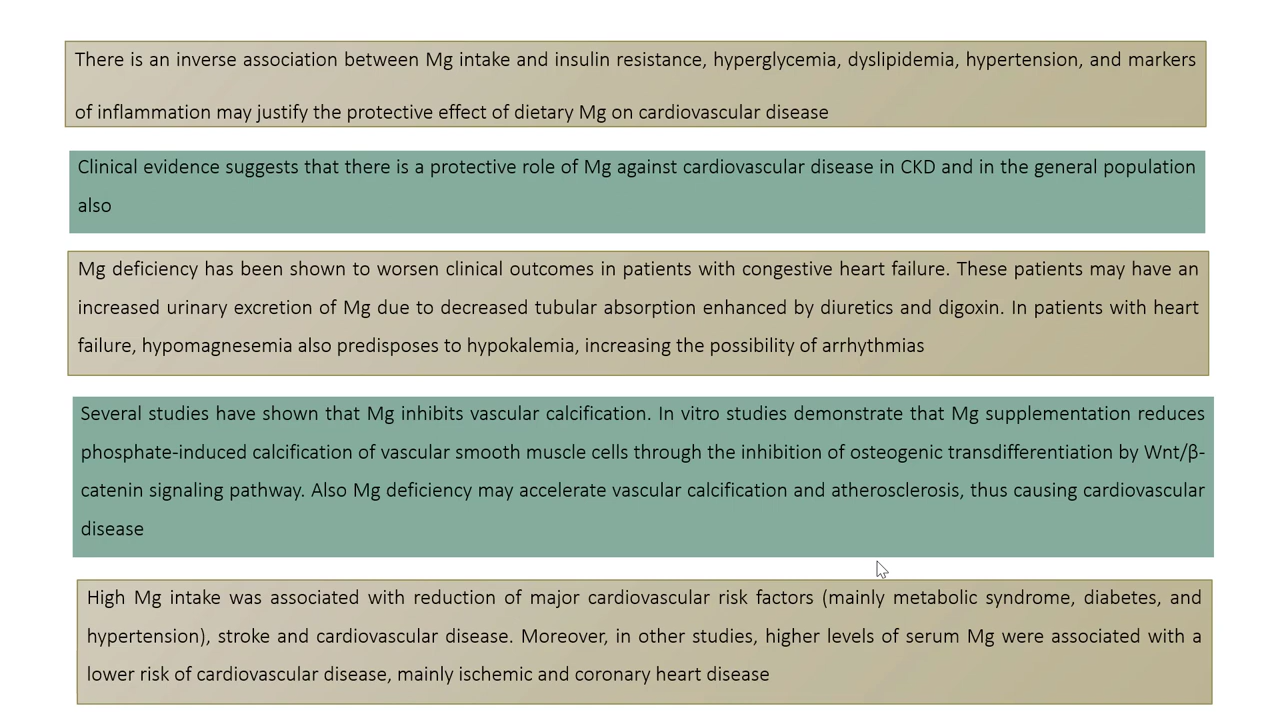 There is an inverse association between Mg intake and insulin resistance, hyperglycemia, dyslipidemia, hypertension, and markers
of inflammation may justify the protective effect of dietary Mg on cardiovascular disease
Clinical evidence suggests that there is a protective role of Mg against cardiovascular disease in CKD and in the general population
also
Mg deficiency has been shown to worsen clinical outcomes in patients with congestive heart failure. These patients may have an
increased urinary excretion of Mg due to decreased tubular absorption enhanced by diuretics and digoxin. In patients with heart
failure, hypomagnesemia also predisposes to hypokalemia, increasing the possibility of arrhythmias
Several studies have shown that Mg inhibits vascular calcification. In vitro studies demonstrate that Mg supplementation reduces
phosphate-induced calcification of vascular smooth muscle cells through the inhibition of osteogenic transdifferentiation by Wnt/β-
catenin signaling pathway. Also Mg deficiency may accelerate vascular calcification and atherosclerosis, thus causing cardiovascular
disease
High Mg intake was associated with reduction of major cardiovascular risk factors (mainly metabolic syndrome, diabetes, and
hypertension), stroke and cardiovascular disease. Moreover, in other studies, higher levels of serum Mg were associated with a
lower risk of cardiovascular disease, mainly ischemic and coronary heart disease